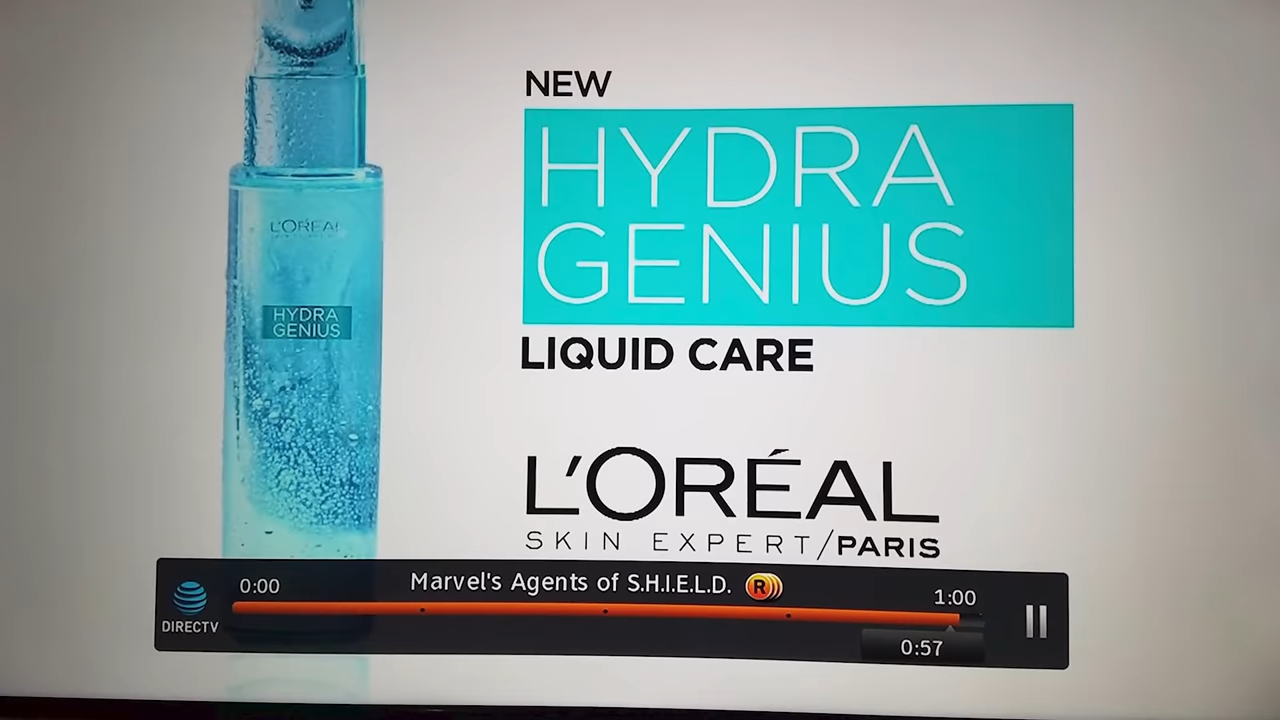 NEW
HYDRA
GENIUS
LIQUID CARE
L'ORÉAL
SKIN EXPERT/PARIS
L'ORÉAL
HYDRA
GENIUS
0:00
Marvel's Agents of S.H.I.E.L.D. R
1:00
DIRECTV
0:57